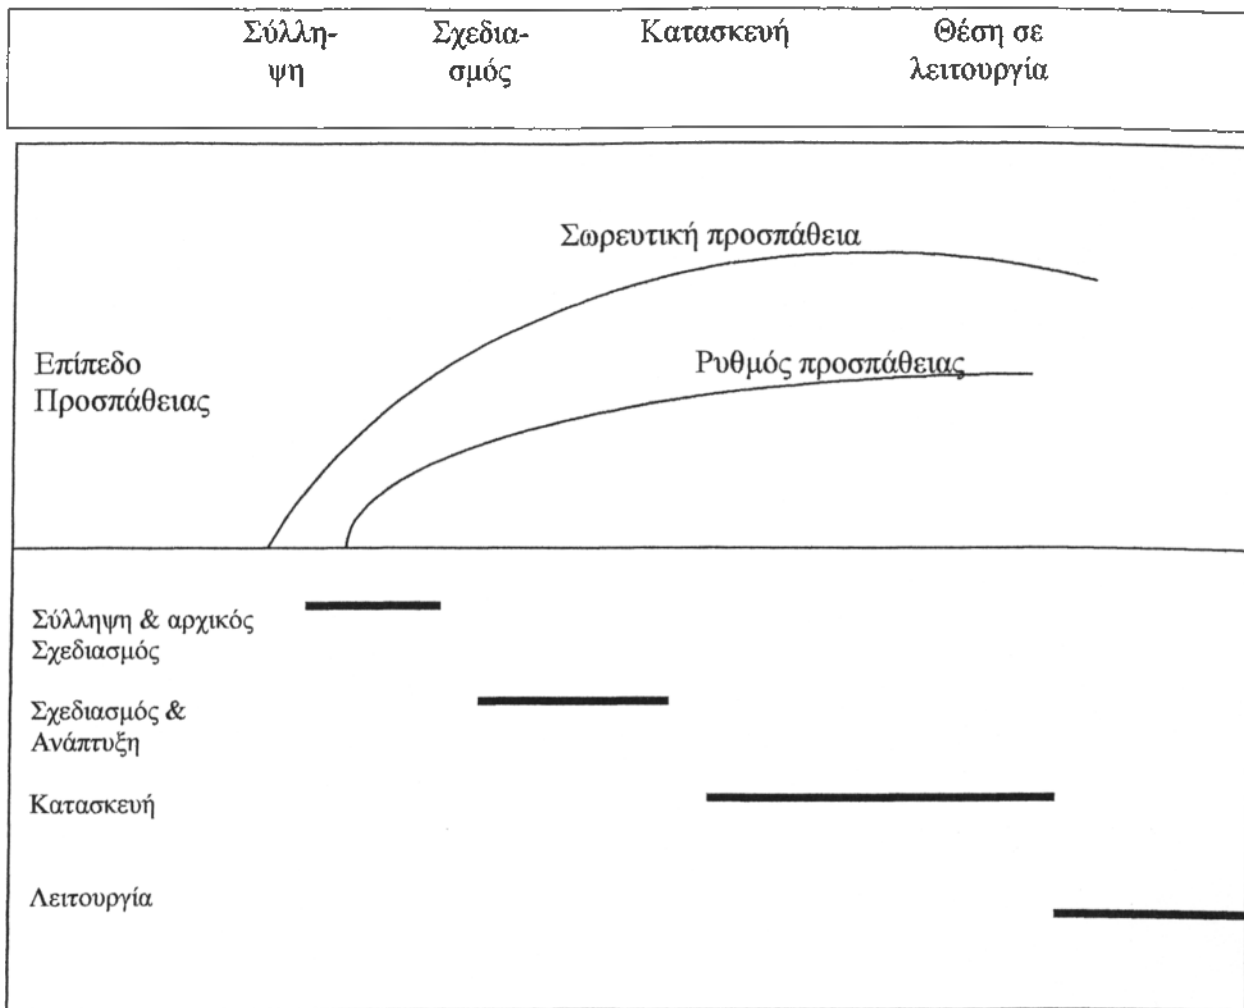 Σύλλη-
ψη
Σχεδια-
σμός
Κατασκευή
Θέση σε
λειτουργία
Σωρευτική προσπάθεια
Ρυθμός προσπάθειας
Επίπεδο
Προσπάθειας
Σύλληψη & αρχικός
Σχεδιασμός
Σχεδιασμός &
Ανάπτυξη
Κατασκευή
Λειτουργία